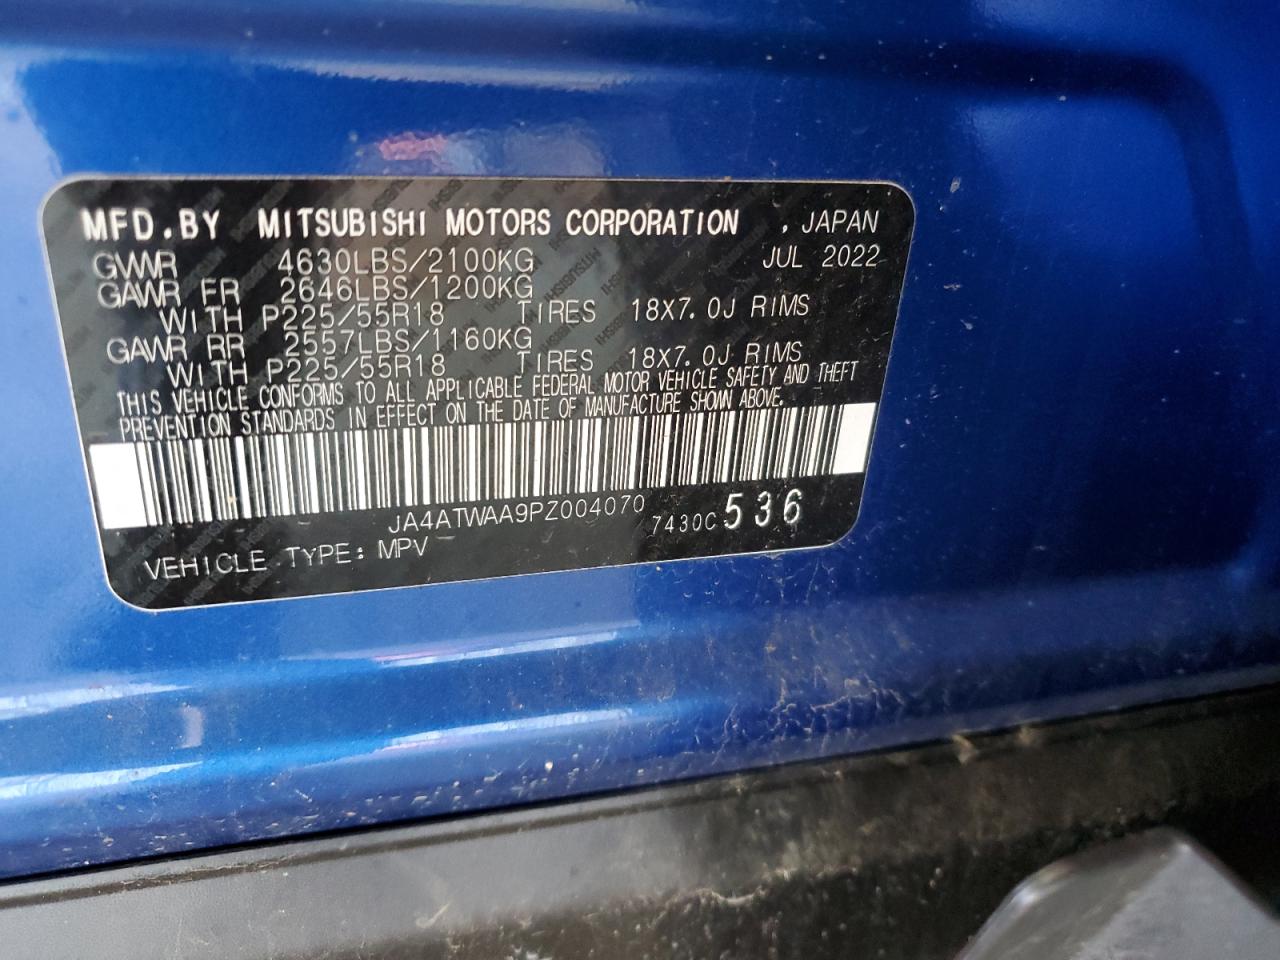 MFD.BY MITSUBISHI MOTORS CORPORATION , JAPAN
GVWR 4630LBS/2100KG JUL 2022
GAWR FR 2646LBS/1200KG
WITH P225/55R18 TIRES 18X7.0J RIMS
GAWR RR 2557LBS/1160KG
WITH P225/55R18 TIRES 18X7.0J RIMS
THIS VEHICLE CONFORMS TO ALL APPLICABLE FEDERAL MOTOR VEHICLE SAFETY AND THEFT
PREVENTION STANDARDS IN EFFECT ON THE DATE OF MANUFACTURE SHOWN ABOVE.
JA4ATWAA9PZ004070 7430C 536
VEHICLE TYPE: MPV